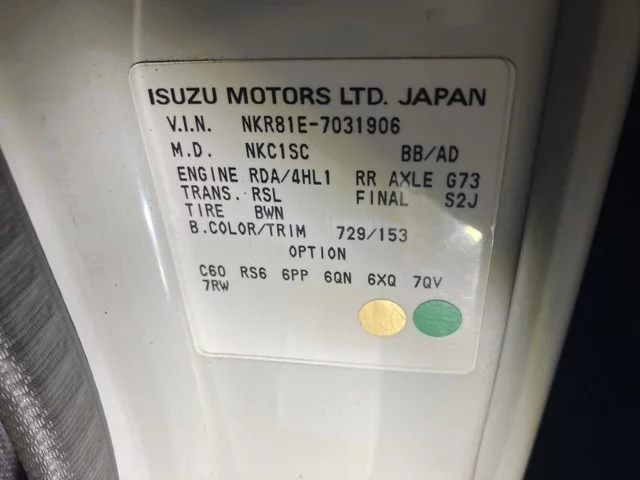 ISUZU MOTORS LTD. JAPAN
V.I.N. NKR81E-7031906
M.D. NKC1SC BB/AD
ENGINE RDA/4HL1 RR AXLE G73
TRANS. RSL FINAL S2J
TIRE BWN
B.COLOR/TRIM 729/153
OPTION
C60 RS6 6PP 6QN 6XQ 7QV
7RW